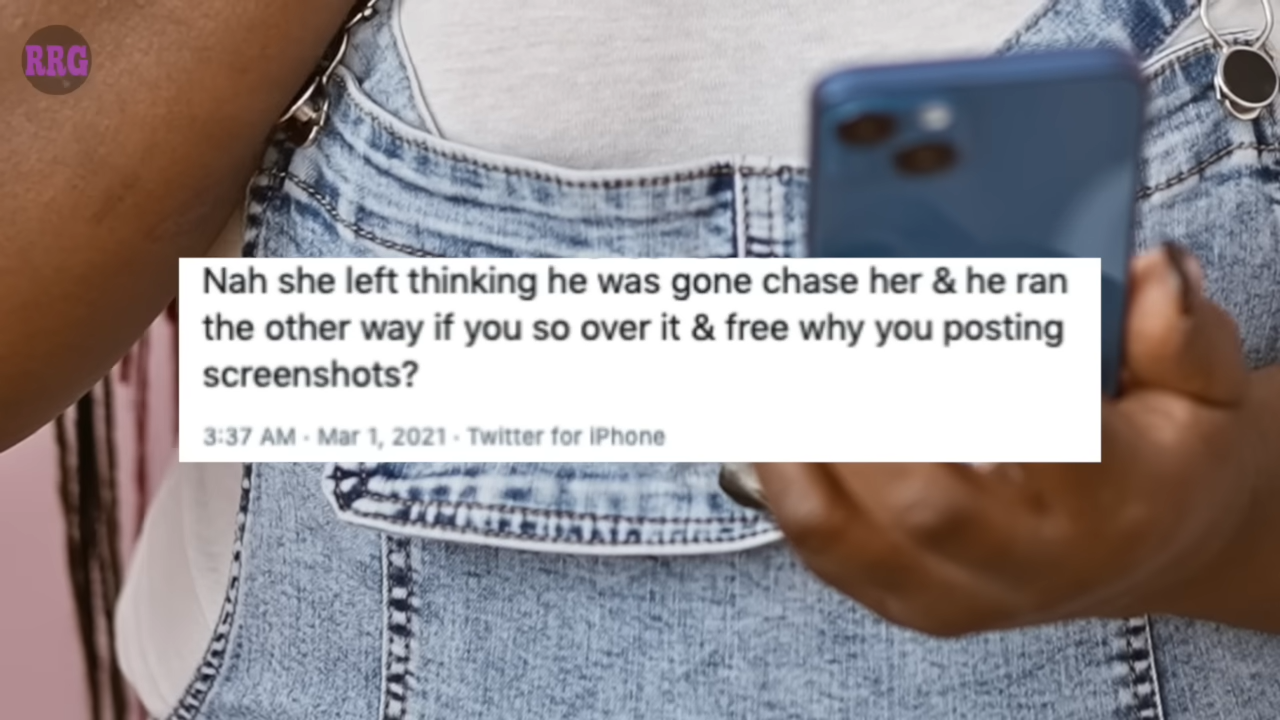 RRG
Nah she left thinking he was gone chase her & he ran
the other way if you so over it & free why you posting
screenshots?
3:37 AM · Mar 1, 2021 · Twitter for iPhone